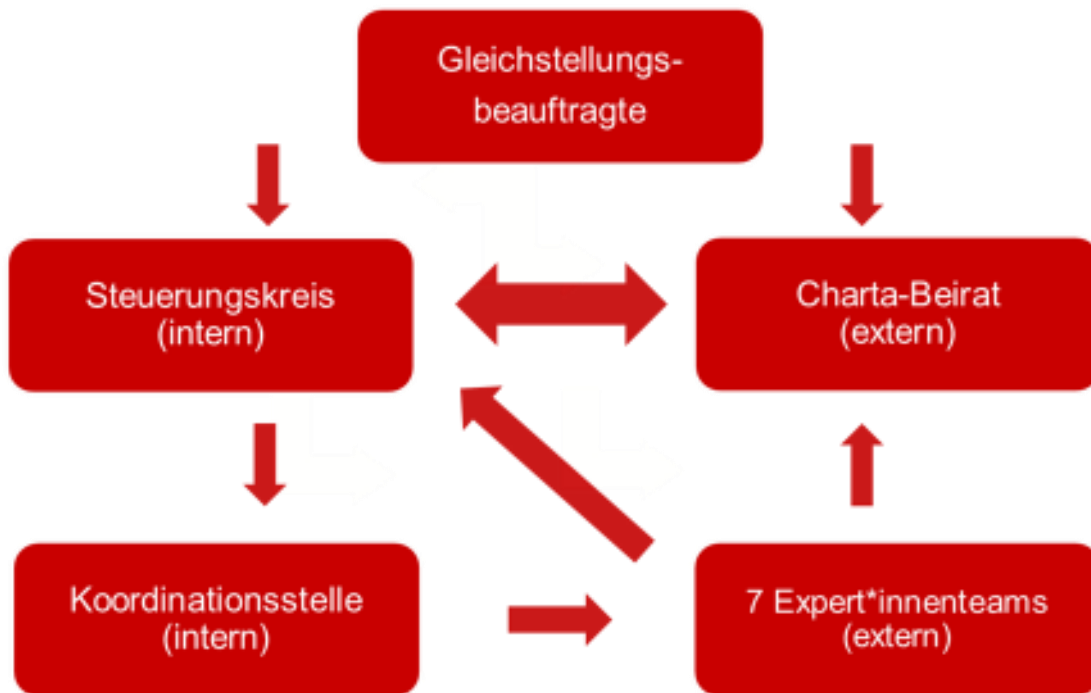 Gleichstellungs-
beauftragte
Steuerungskreis
(intern)
Charta-Beirat
(extern)
Koordinationsstelle
(intern)
7 Expert*innenteams
(extern)